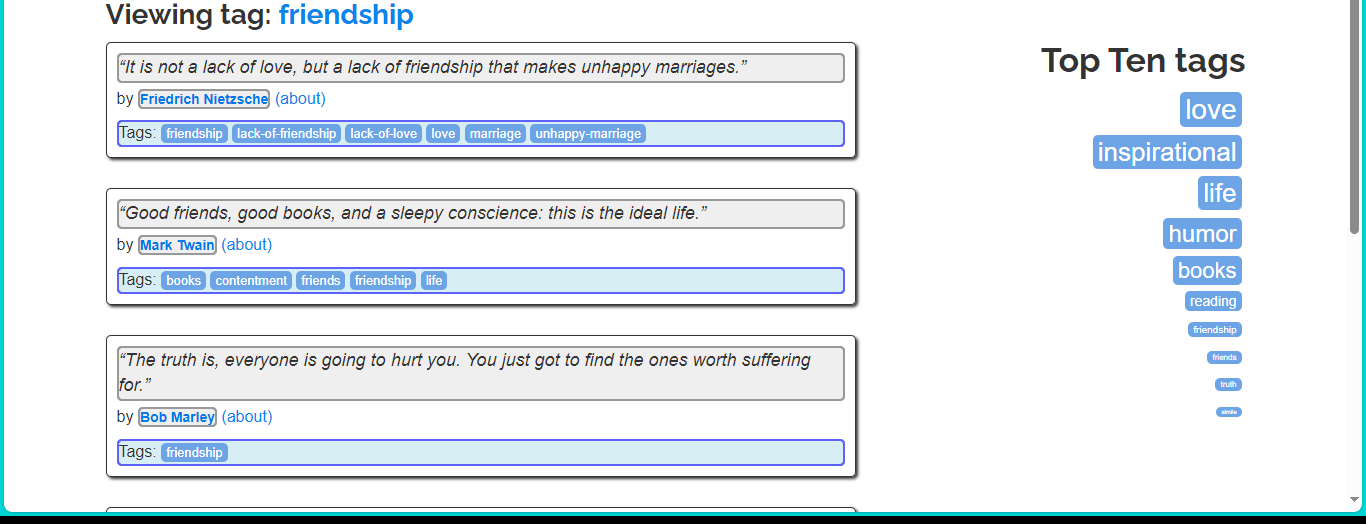 Viewing tag: friendship
“It is not a lack of love, but a lack of friendship that makes unhappy marriages.”
by Friedrich Nietzsche (about)
Tags: friendship lack-of-friendship lack-of-love love marriage unhappy-marriage
“Good friends, good books, and a sleepy conscience: this is the ideal life.”
by Mark Twain (about)
Tags: books contentment friends friendship life
“The truth is, everyone is going to hurt you. You just got to find the ones worth suffering
for.”
by Bob Marley (about)
Tags: friendship
Top Ten tags
love
inspirational
life
humor
books
reading
friendship
friends
truth
simile